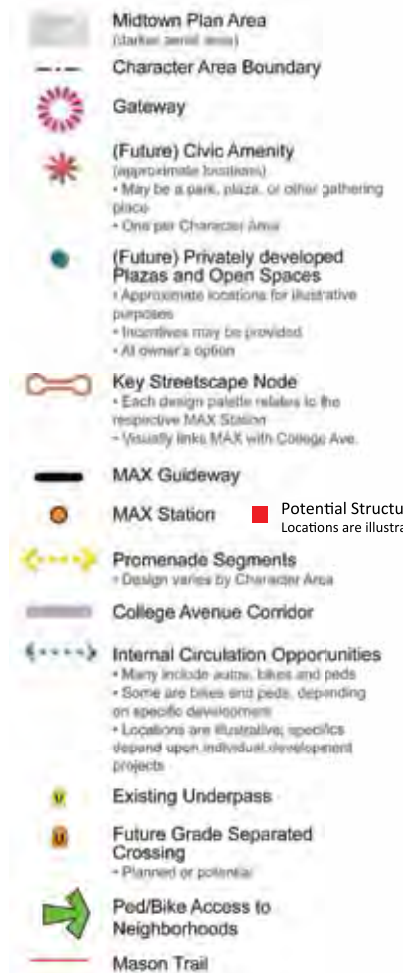 Midtown Plan Area
(darker aerial area)
Character Area Boundary
Gateway
(Future) Civic Amenity
(approximate locations)
• May be a park, plaza, or other gathering
place
• One per Character Area
(Future) Privately developed
Plazas and Open Spaces
• Approximate locations for illustrative
purposes
• Incentives may be provided
• At owner's option
Key Streetscape Node
• Each design palette relates to the
respective MAX Station
• Visually links MAX with College Ave.
MAX Guideway
MAX Station
Potential Structu
Locations are illustra
Promenade Segments
• Design varies by Character Area
College Avenue Corridor
Internal Circulation Opportunities
• Many include autos, bikes and peds
• Some are bikes and peds, depending
on specific development
• Locations are illustrative; specifics
depend upon individual development
projects
U Existing Underpass
U Future Grade Separated
Crossing
• Planned or potential
Ped/Bike Access to
Neighborhoods
Mason Trail